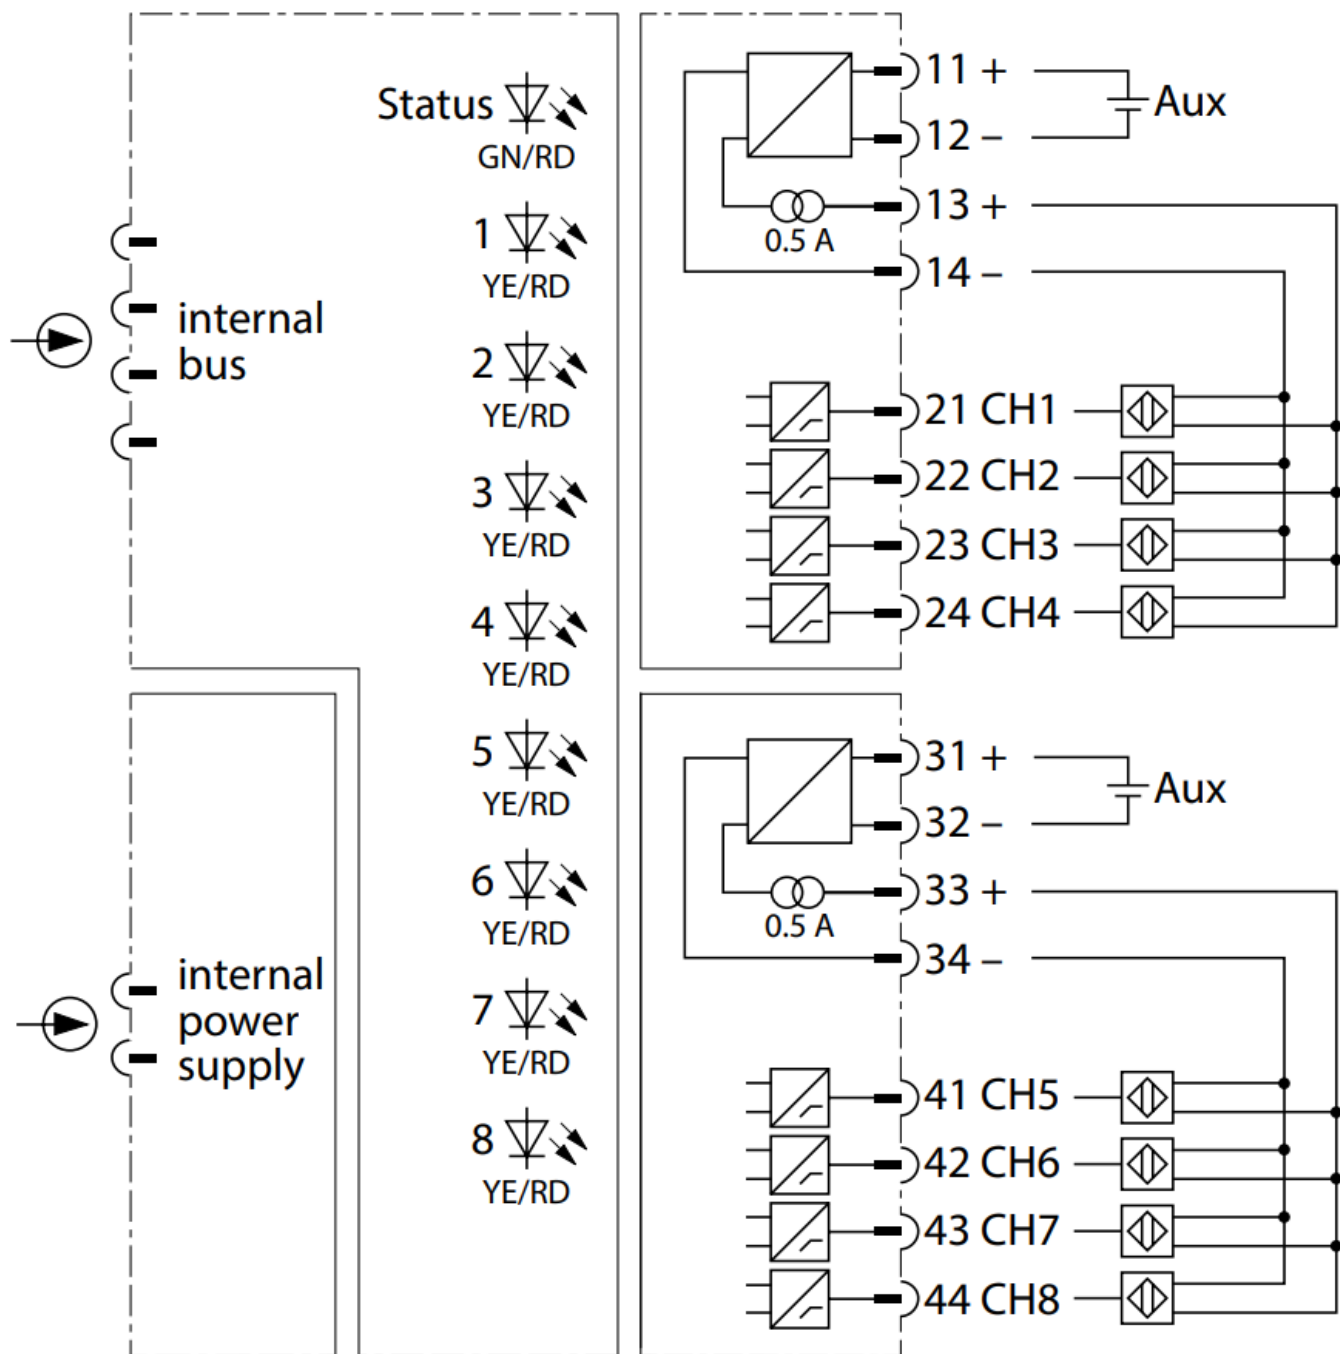 Status
GN/RD
1
YE/RD
2
YE/RD
3
YE/RD
4
YE/RD
5
YE/RD
6
YE/RD
7
YE/RD
8
YE/RD
internal
bus
internal
power
supply
11 +
Aux
12 –
13 +
0.5 A
14 –
21 CH1
22 CH2
23 CH3
24 CH4
31 +
Aux
32 –
33 +
0.5 A
34 –
41 CH5
42 CH6
43 CH7
44 CH8